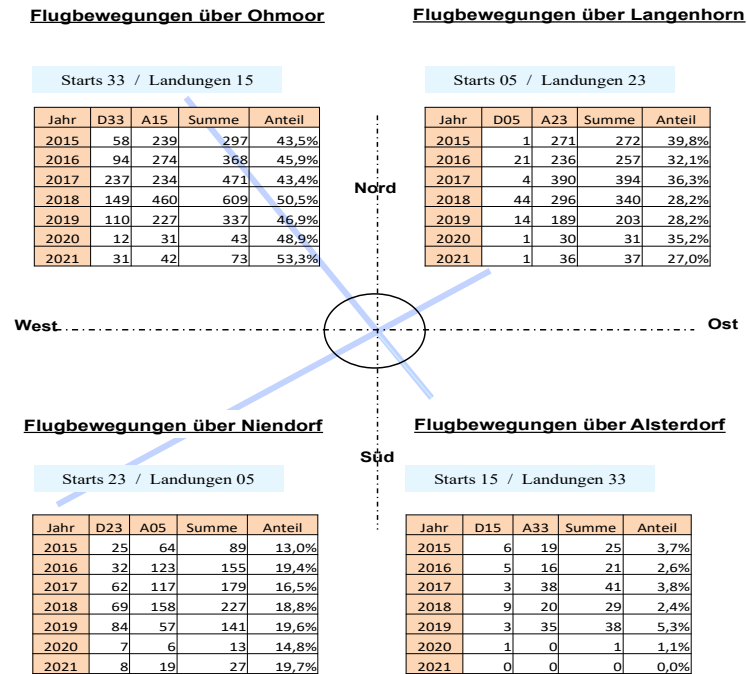 Flugbewegungen über Ohmoor
Starts 33 / Landungen 15
Jahr D33 A15 Summe Anteil
2015 58 239 297 43,5%
2016 94 274 368 45,9%
2017 237 234 471 43,4%
2018 149 460 609 50,5%
2019 110 227 337 46,9%
2020 12 31 43 48,9%
2021 31 42 73 53,3%
Flugbewegungen über Langenhorn
Starts 05 / Landungen 23
Jahr D05 A23 Summe Anteil
2015 1 271 272 39,8%
2016 21 236 257 32,1%
2017 4 390 394 36,3%
2018 44 296 340 28,2%
2019 14 189 203 28,2%
2020 1 30 31 35,2%
2021 1 36 37 27,0%
Nord
West
Ost
Süd
Flugbewegungen über Niendorf
Starts 23 / Landungen 05
Jahr D23 A05 Summe Anteil
2015 25 64 89 13,0%
2016 32 123 155 19,4%
2017 62 117 179 16,5%
2018 69 158 227 18,8%
2019 84 57 141 19,6%
2020 7 6 13 14,8%
2021 8 19 27 19,7%
Flugbewegungen über Alsterdorf
Starts 15 / Landungen 33
Jahr D15 A33 Summe Anteil
2015 6 19 25 3,7%
2016 5 16 21 2,6%
2017 3 38 41 3,8%
2018 9 20 29 2,4%
2019 3 35 38 5,3%
2020 1 0 1 1,1%
2021 0 0 0 0,0%